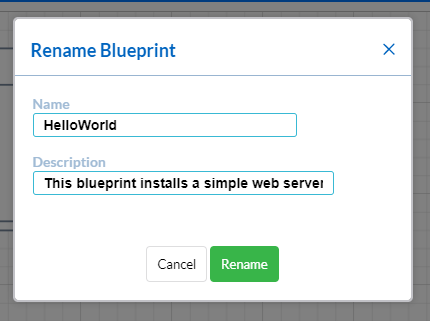 Rename Blueprint
Name
HelloWorld
Description
This blueprint installs a simple web server
Cancel
Rename